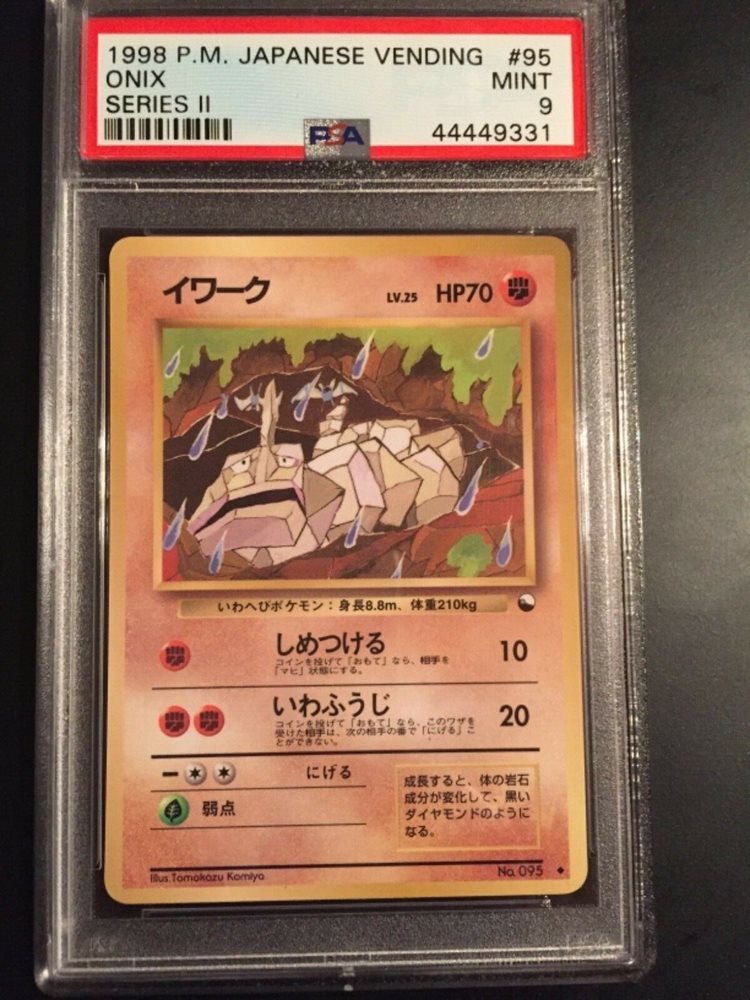 1998 P.M. JAPANESE VENDING #95
ONIX MINT
SERIES II 9
PSA 44449331
イワーク LV.25 HP70
いわへびポケモン：身長8.8m、体重210kg
しめつける 10
コインを投げて「おもて」なら、相手を
「マヒ」状態にする。
いわふうじ 20
コインを投げて「おもて」なら、このワザを
受けた相手は、次の相手の番で「にげる」こ
とができない。
にげる
弱点
成長すると、体の岩石
成分が変化して、黒い
ダイヤモンドのように
なる。
Illus.Tomokazu Komiya No.095